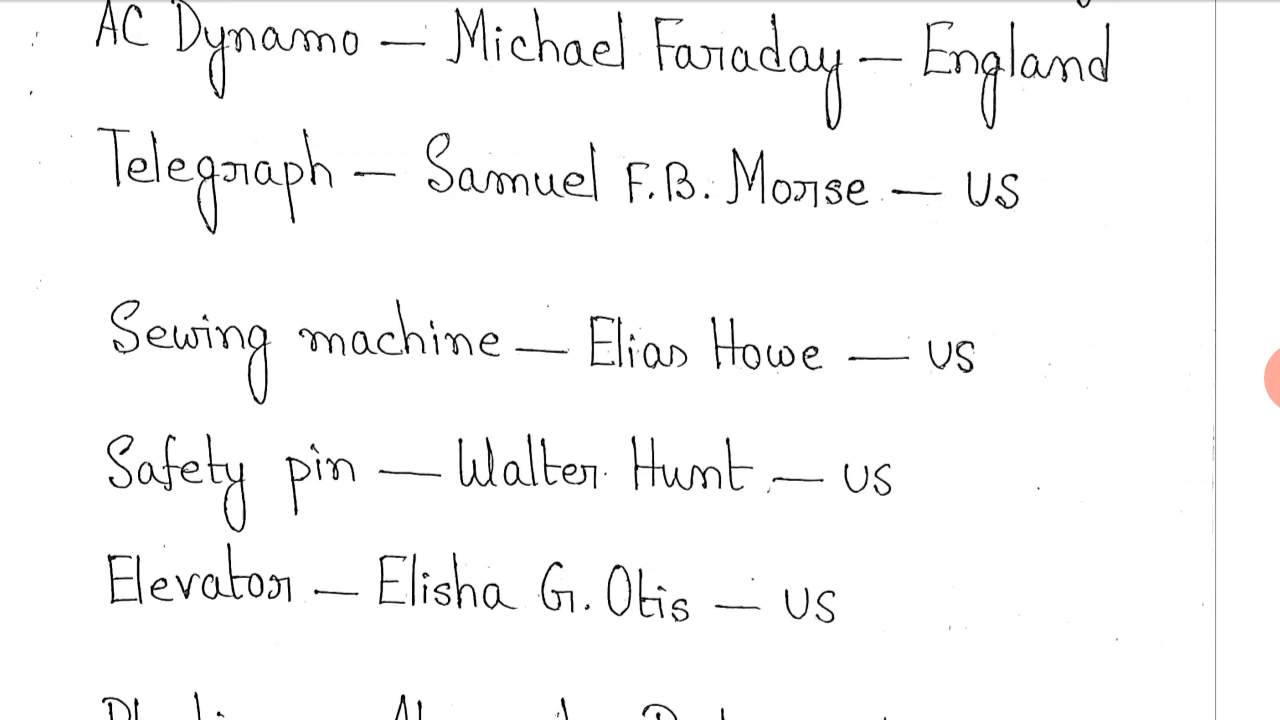 AC Dynamo — Michael Faraday — England
Telegraph — Samuel F.B. Morse — US
Sewing machine — Elias Howe — US
Safety pin — Walter Hunt — US
Elevator — Elisha G. Otis — US